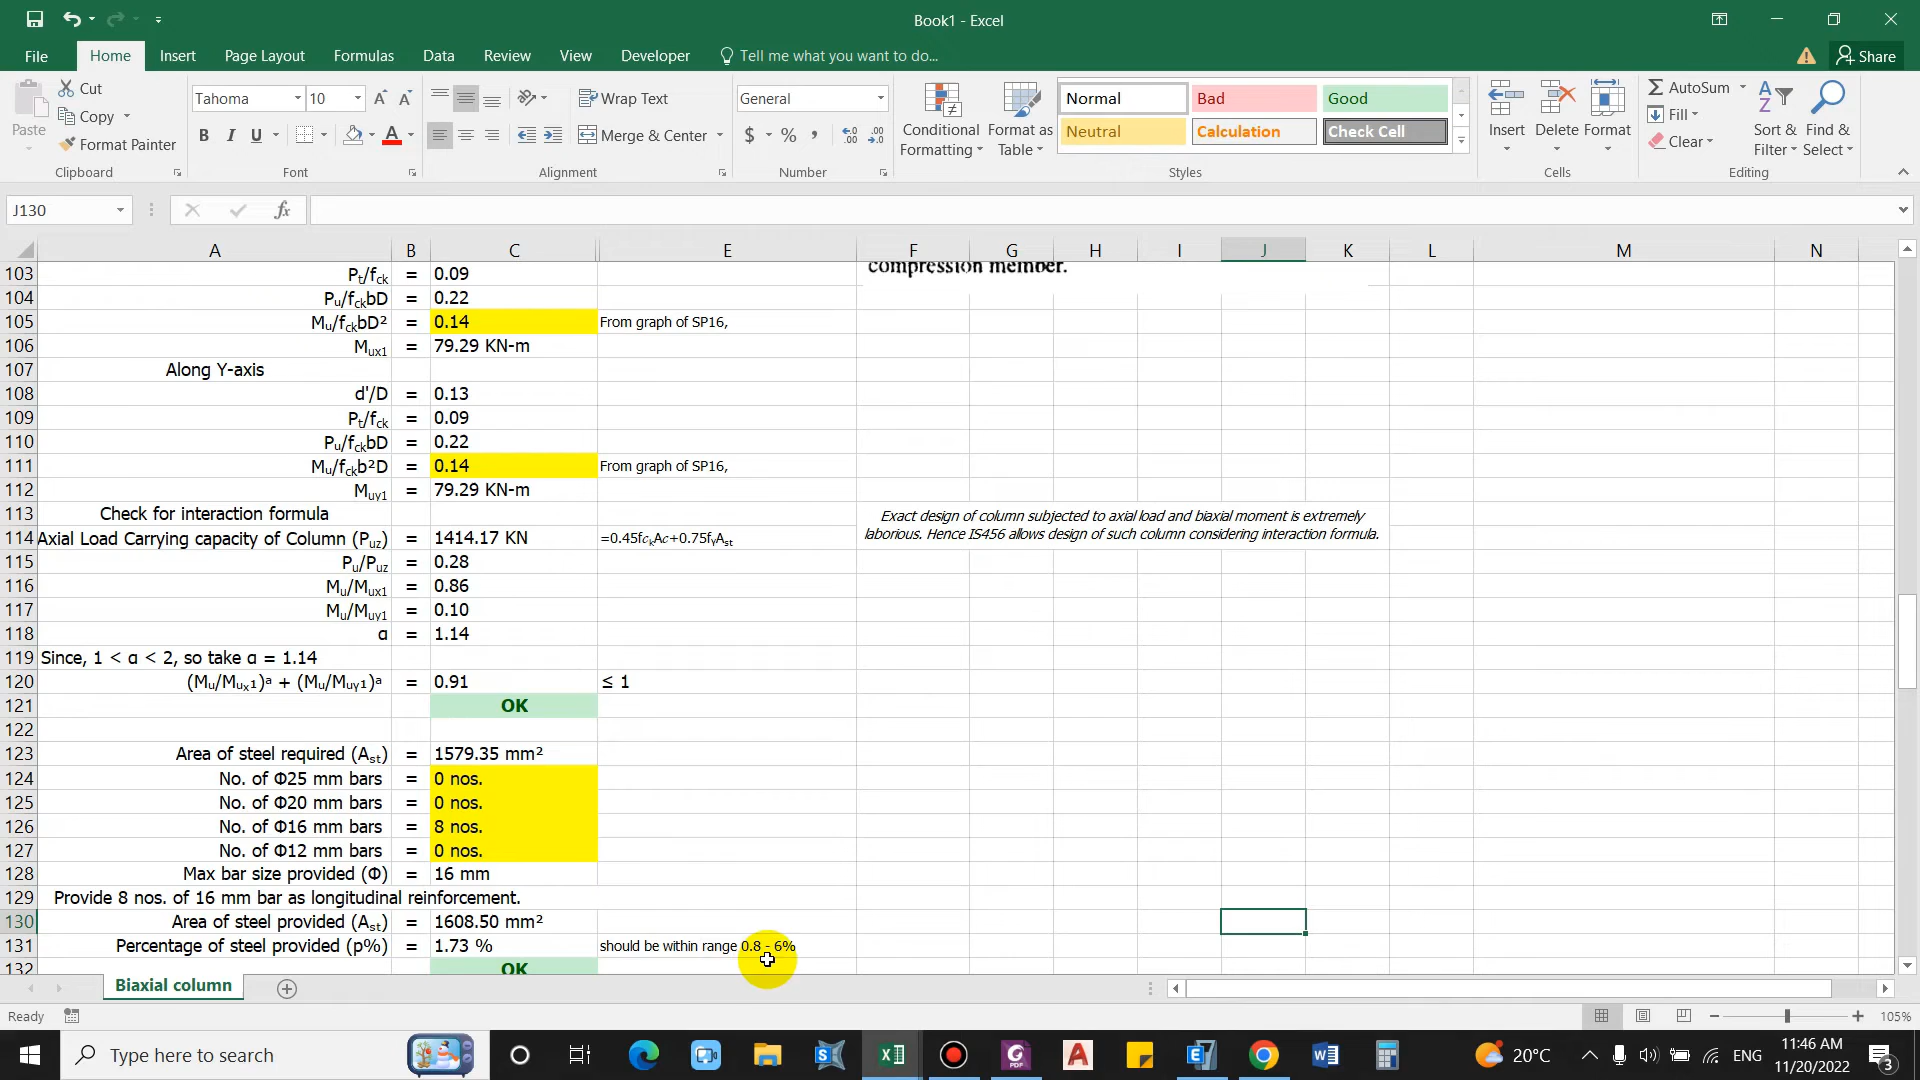 Book1 - Excel
File Home Insert Page Layout Formulas Data Review View Developer Tell me what you want to do... Share
Paste
Cut
Copy
Format Painter
Clipboard
Tahoma 10
B I U
Font
Wrap Text
Merge & Center
Alignment
General
$ % ,
Number
Conditional Formatting
Format as Table
Normal Bad Good
Neutral Calculation Check Cell
Styles
Insert Delete Format
Cells
AutoSum
Fill
Clear
Sort & Filter
Find & Select
Editing
J130 fx
A B C E F G H I J K L M N
compression member.
103 Pt/fck = 0.09
104 Pu/fckbD = 0.22
105 Mu/fckbD² = 0.14 From graph of SP16,
106 Mux1 = 79.29 KN-m
107 Along Y-axis
108 d'/D = 0.13
109 Pt/fck = 0.09
110 Pu/fckbD = 0.22
111 Mu/fckb²D = 0.14 From graph of SP16,
112 Muy1 = 79.29 KN-m
113 Check for interaction formula
Exact design of column subjected to axial load and biaxial moment is extremely
laborious. Hence IS456 allows design of such column considering interaction formula.
114 Axial Load Carrying capacity of Column (Puz) = 1414.17 KN =0.45fckAc+0.75fyAst
115 Pu/Puz = 0.28
116 Mu/Mux1 = 0.86
117 Mu/Muy1 = 0.10
118 α = 1.14
119 Since, 1 < α < 2, so take α = 1.14
120 (Mu/Mux1)ᵅ + (Mu/Muy1)ᵅ = 0.91 ≤ 1
121 OK
122
123 Area of steel required (Ast) = 1579.35 mm²
124 No. of Φ25 mm bars = 0 nos.
125 No. of Φ20 mm bars = 0 nos.
126 No. of Φ16 mm bars = 8 nos.
127 No. of Φ12 mm bars = 0 nos.
128 Max bar size provided (Φ) = 16 mm
129 Provide 8 nos. of 16 mm bar as longitudinal reinforcement.
130 Area of steel provided (Ast) = 1608.50 mm²
131 Percentage of steel provided (p%) = 1.73 % should be within range 0.8 - 6%
132 OK
Biaxial column
Ready 105%
Type here to search
20°C ENG
11:46 AM
11/20/2022
3